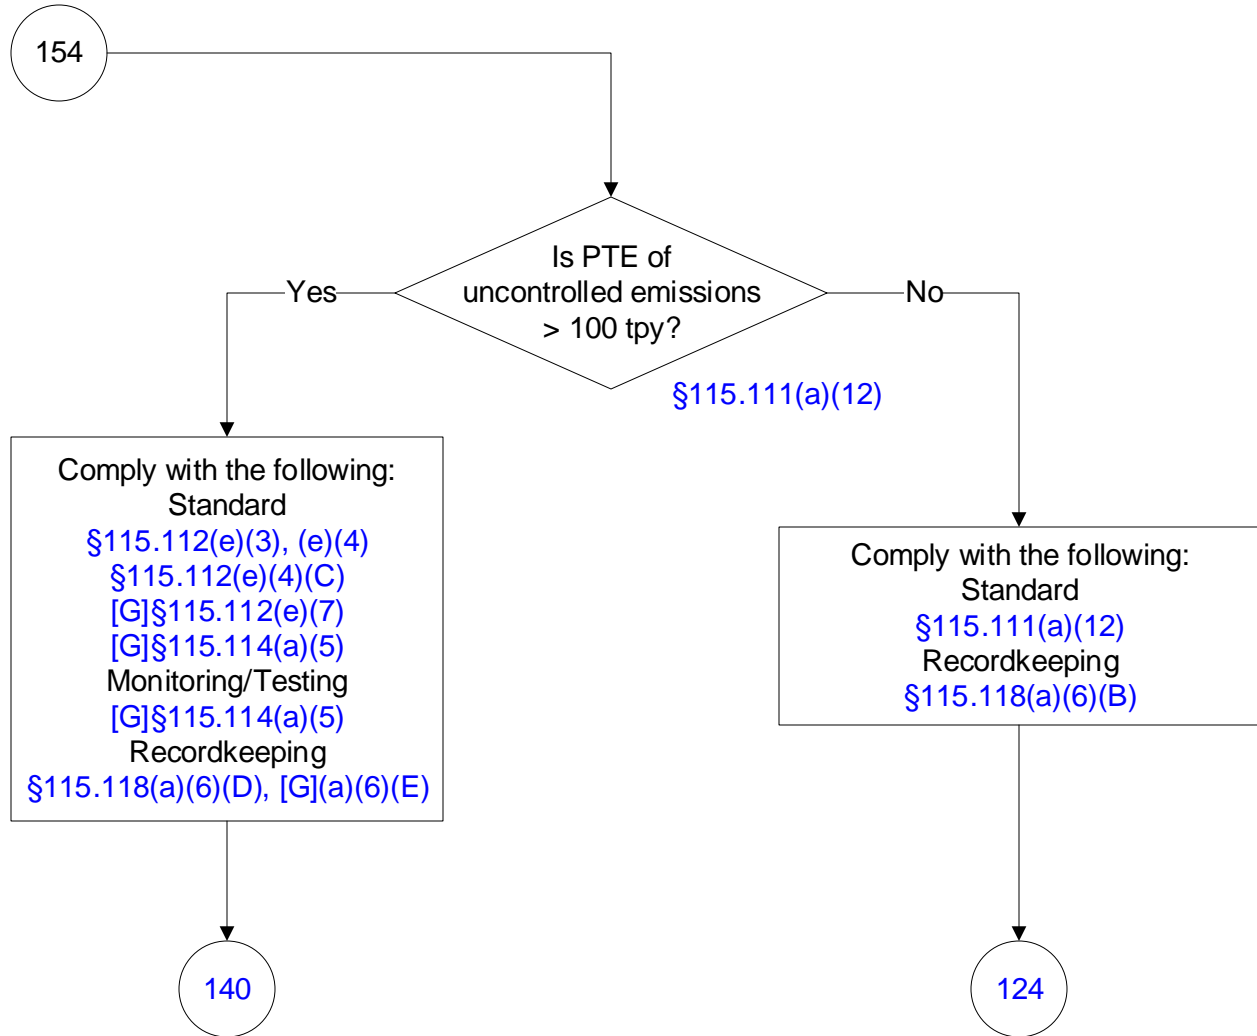 154
Is PTE of
uncontrolled emissions
> 100 tpy?
Yes
No
§115.111(a)(12)
Comply with the following:
Standard
§115.112(e)(3), (e)(4)
§115.112(e)(4)(C)
[G]§115.112(e)(7)
[G]§115.114(a)(5)
Monitoring/Testing
[G]§115.114(a)(5)
Recordkeeping
§115.118(a)(6)(D), [G](a)(6)(E)
Comply with the following:
Standard
§115.111(a)(12)
Recordkeeping
§115.118(a)(6)(B)
140
124